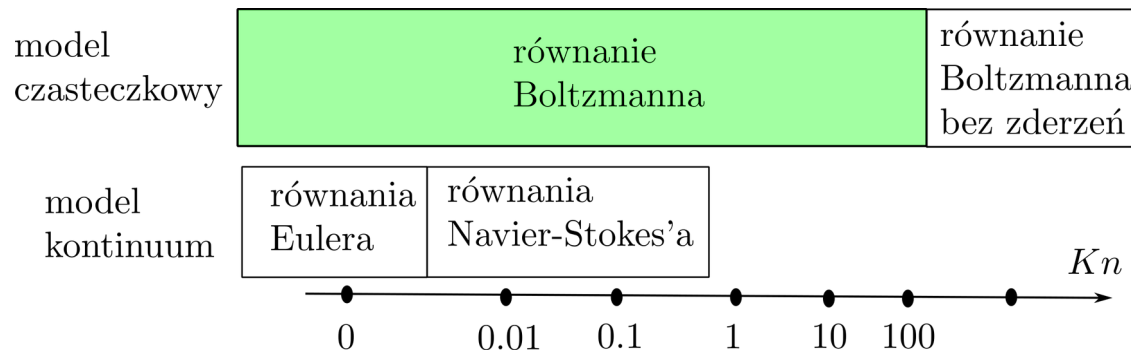 model
czasteczkowy
równanie
Boltzmanna
równanie
Boltzmanna
bez zderzeń
model
kontinuum
równania
Eulera
równania
Navier-Stokes'a
Kn
0 0.01 0.1 1 10 100